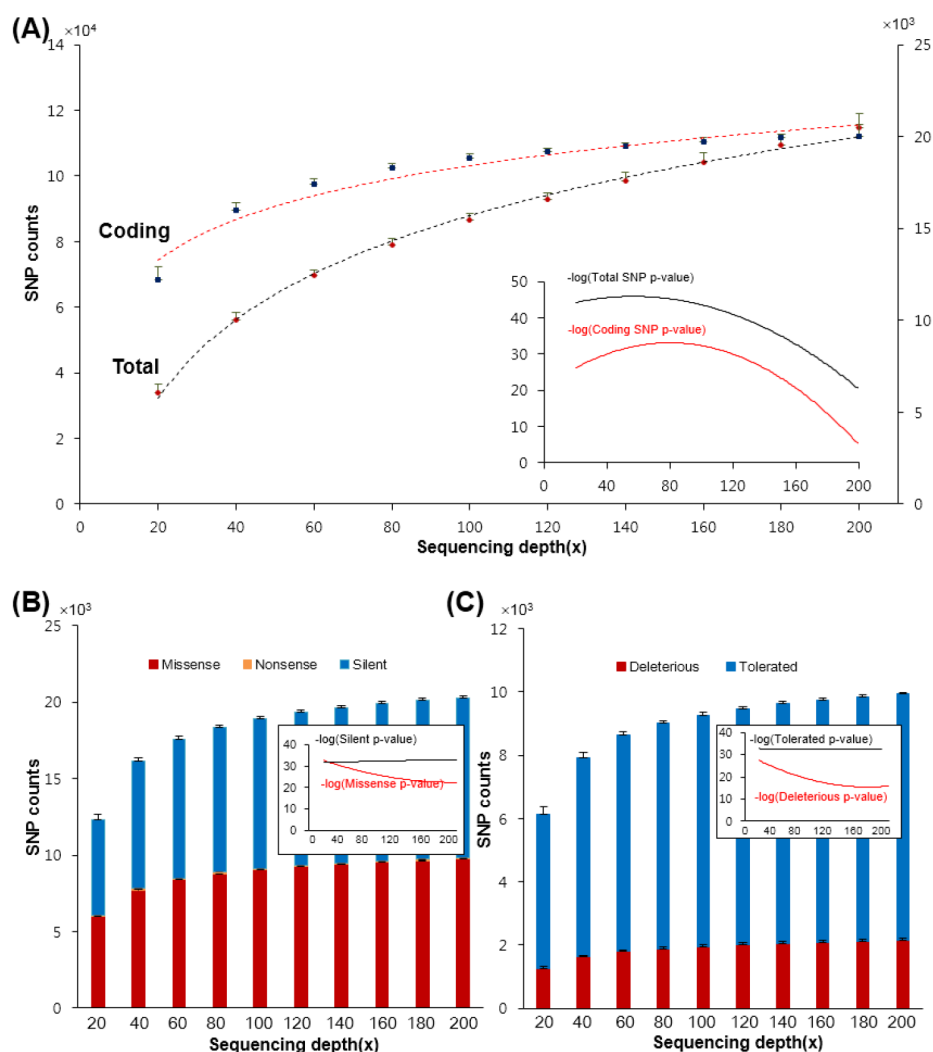 (A)
×10⁴
×10³
14
12
10
8
6
4
2
0
SNP counts
25
20
15
10
5
0
Coding
Total
50
40
30
20
10
0
-log(Total SNP p-value)
-log(Coding SNP p-value)
0 40 80 120 160 200
0 20 40 60 80 100 120 140 160 180 200
Sequencing depth(x)
(B)
×10³
25
20
15
10
5
0
SNP counts
Missense Nonsense Silent
-log(Silent p-value)
40
30
20
10
0
-log(Missense p-value)
40 80 120 160 200
20 40 60 80 100 120 140 160 180 200
Sequencing depth(x)
(C)
×10³
12
10
8
6
4
2
0
SNP counts
Deleterious Tolerated
-log(Tolerated p-value)
40
30
20
10
0
-log(Deleterious p-value)
40 80 120 160 200
20 40 60 80 100 120 140 160 180 200
Sequencing depth(x)